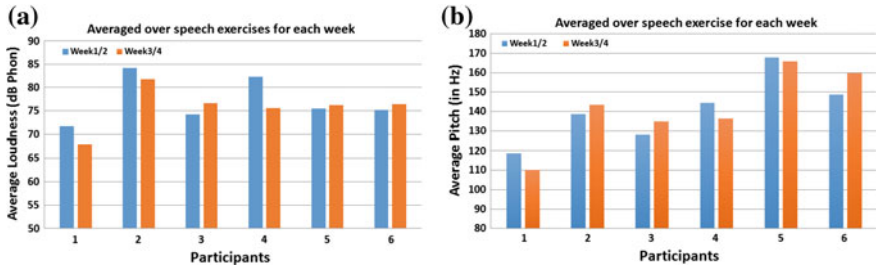 (a)
Averaged over speech exercises for each week
Week1/2 Week3/4
Average Loudness (dB Phon)
90
85
80
75
70
65
60
55
50
1 2 3 4 5 6
Participants
(b)
Averaged over speech exercise for each week
Week1/2 Week3/4
Average Pitch (in Hz)
180
170
160
150
140
130
120
110
100
90
80
1 2 3 4 5 6
Participants